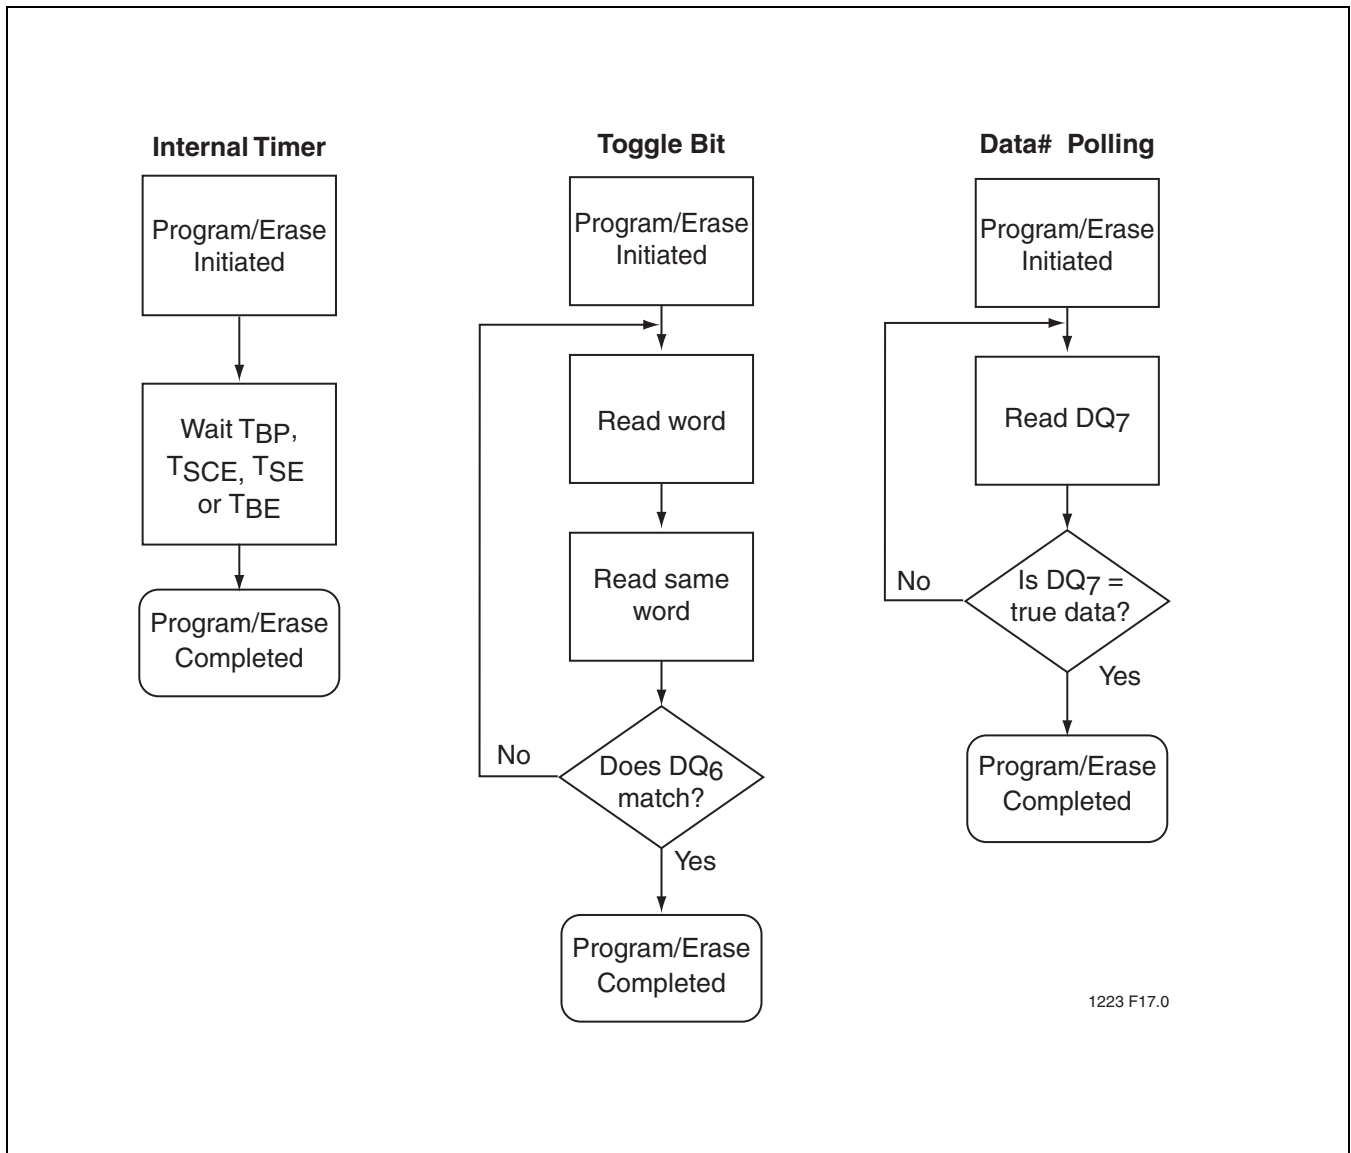 Internal Timer
Program/Erase
Initiated
Wait TBP,
TSCE, TSE
or TBE
Program/Erase
Completed
Toggle Bit
Program/Erase
Initiated
Read word
Read same
word
Does DQ6
match?
No
Yes
Program/Erase
Completed
Data# Polling
Program/Erase
Initiated
Read DQ7
Is DQ7 =
true data?
No
Yes
Program/Erase
Completed
1223 F17.0